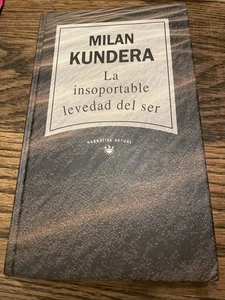 MILAN
KUNDERA
La
insoportable
levedad del ser
NARRATIVA ACTUAL